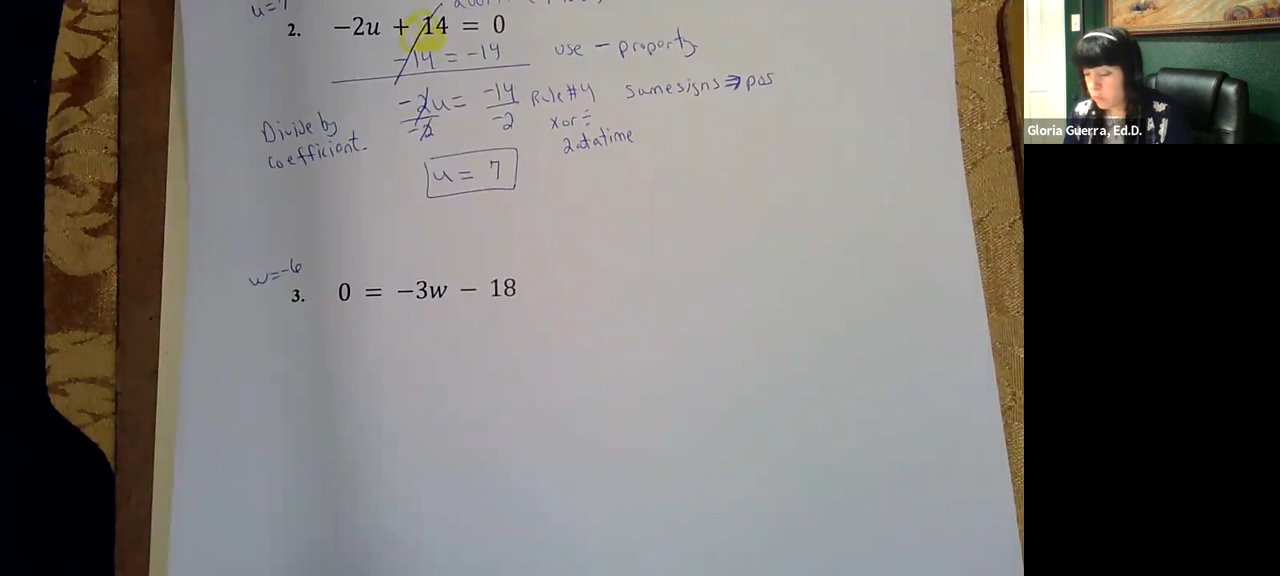 u=7
2. -2u + 14 = 0
-14 = -14 use - property
-2u = -14 Rule #4 same signs ⇒ pos
-2 -2 x or ÷
Divide by 2 at a time
coefficient.
u = 7
w=-6
3. 0 = -3w - 18
Gloria Guerra, Ed.D.